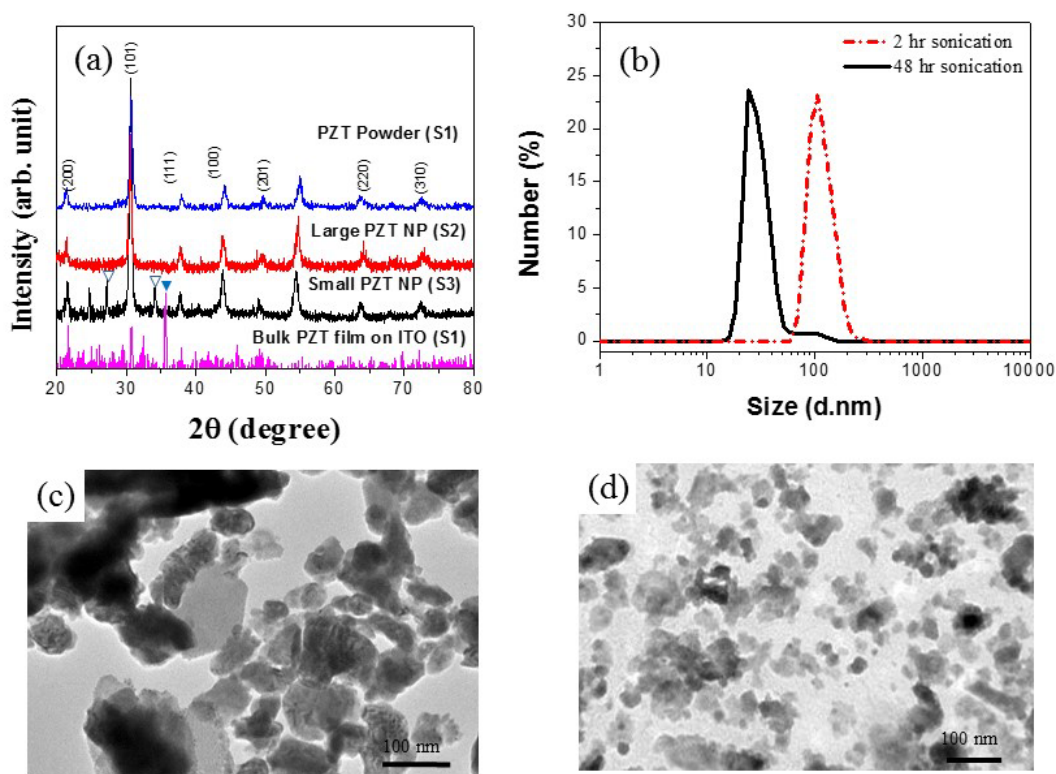 (a)
Intensity (arb. unit)
(200)
(101)
(111)
(100)
(201)
(220)
(310)
PZT Powder (S1)
Large PZT NP (S2)
Small PZT NP (S3)
Bulk PZT film on ITO (S1)
20 30 40 50 60 70 80
2θ (degree)
(b)
Number (%)
30
25
20
15
10
5
0
2 hr sonication
48 hr sonication
1 10 100 1000 10000
Size (d.nm)
(c)
100 nm
(d)
100 nm